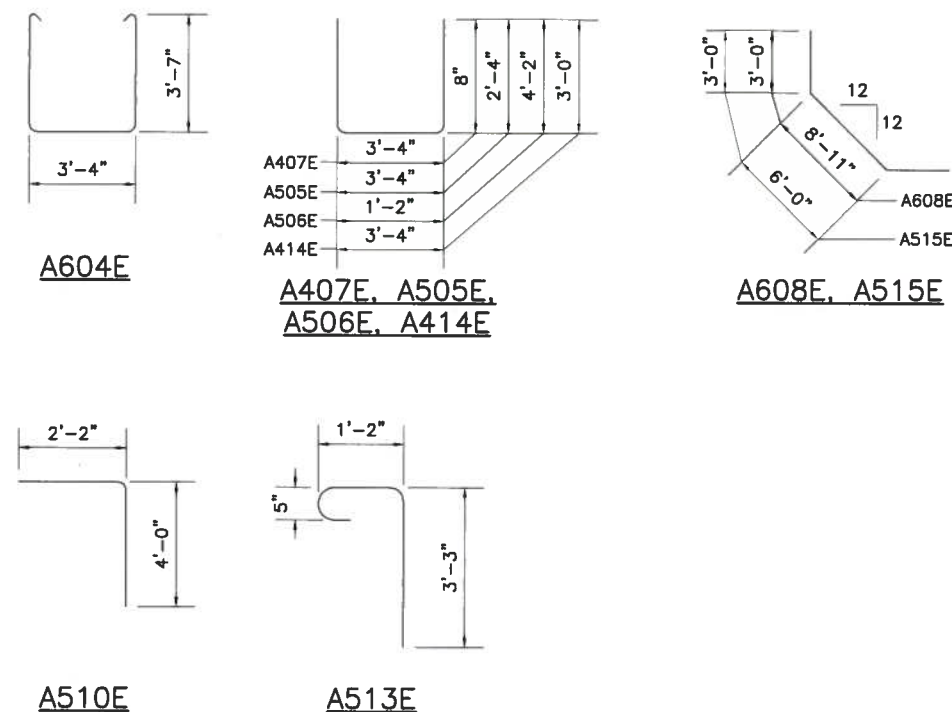 3'-7"
3'-4"
A604E
8"
2'-4"
4'-2"
3'-0"
A407E
3'-4"
A505E
3'-4"
A506E
1'-2"
A414E
3'-4"
A407E, A505E,
A506E, A414E
3'-0"
3'-0"
12
12
8'-11"
6'-0"
A608E
A515E
A608E, A515E
2'-2"
4'-0"
A510E
1'-2"
5"
3'-3"
A513E